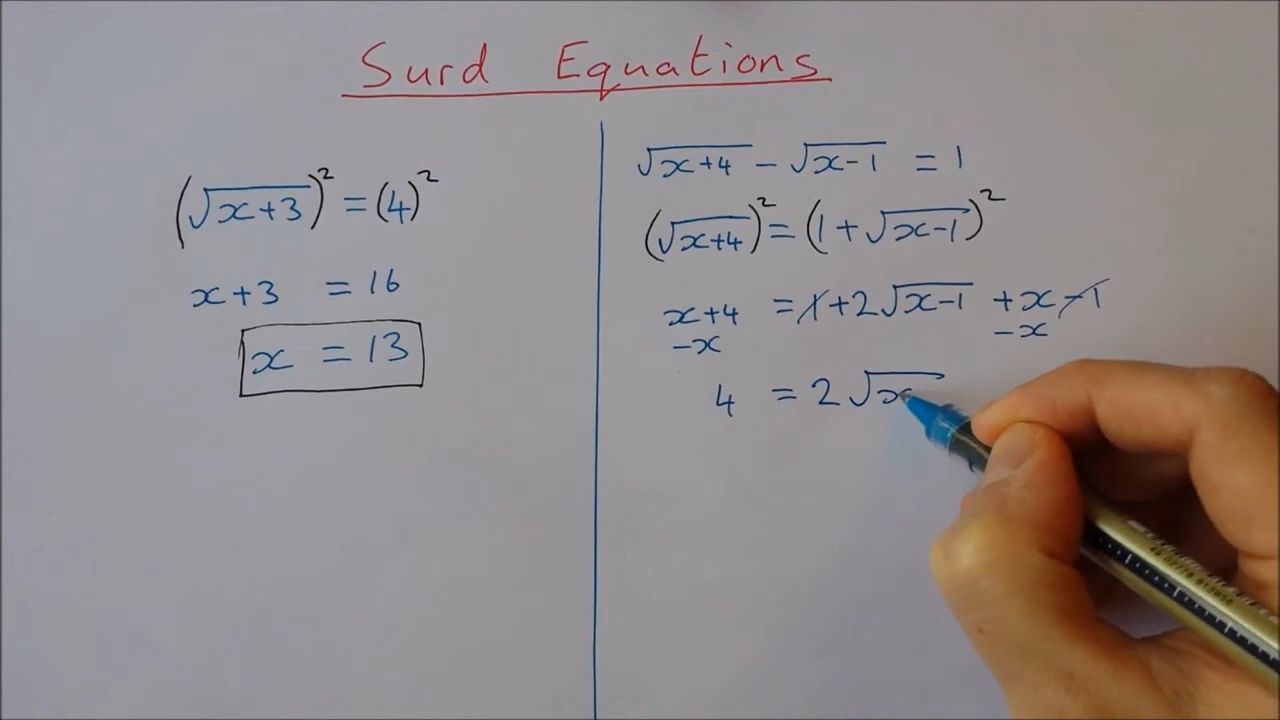 Surd Equations
(√x+3)² = (4)²
x+3 = 16
x = 13
√x+4 − √x−1 = 1
(√x+4)² = (1+√x−1)²
x+4 = 1+2√x−1 +x−1
−x −x
4 = 2√x